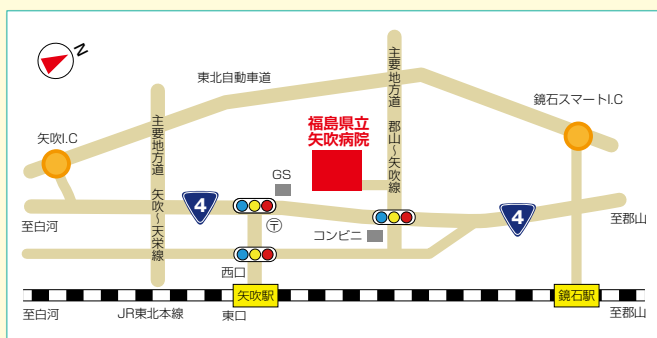 N
東北自動車道
主要地方道 郡山〜矢吹線
鏡石スマートI.C
主要地方道 矢吹〜天栄線
矢吹I.C
福島県立
矢吹病院
GS
4
〒
コンビニ
4
至白河
至郡山
西口
矢吹駅
鏡石駅
至白河
JR東北本線
東口
至郡山